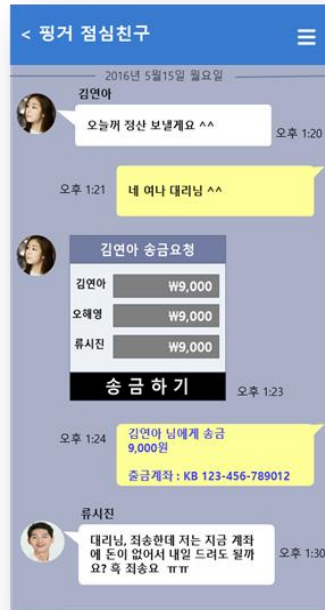 < 핑거 점심친구
2016년 5월15일 월요일
김연아
오늘꺼 정산 보낼게요 ^^
오후 1:20
오후 1:21
네 여나 대리님 ^^
김연아 송금요청
김연아 ₩9,000
오해영 ₩9,000
류시진 ₩9,000
송금하기
오후 1:23
오후 1:24
김연아 님에게 송금
9,000원
출금계좌 : KB 123-456-789012
류시진
대리님, 죄송한데 저는 지금 계좌
에 돈이 없어서 내일 드려도 될까
요? 흑 죄송요 ㅠㅠ
오후 1:30